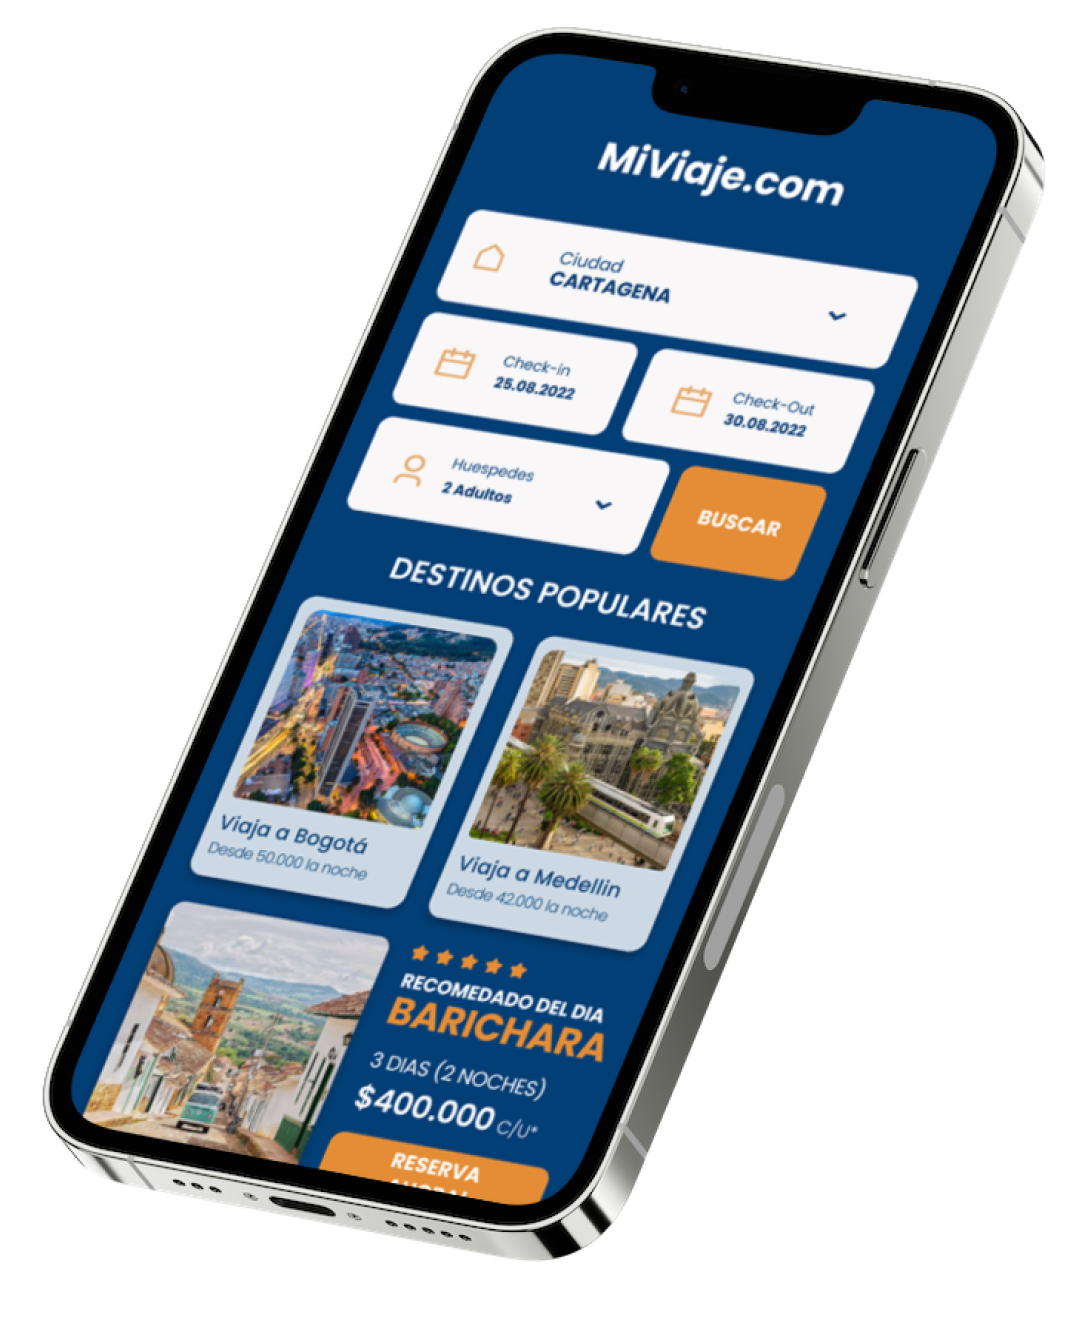 MiViaje.com
Ciudad
CARTAGENA
Check-in
25.08.2022
Check-Out
30.08.2022
Huespedes
2 Adultos
BUSCAR
DESTINOS POPULARES
Viaja a Bogotá
Desde 50.000 la noche
Viaja a Medellin
Desde 42.000 la noche
RECOMEDADO DEL DIA
BARICHARA
3 DIAS (2 NOCHES)
$400.000 C/U*
RESERVA